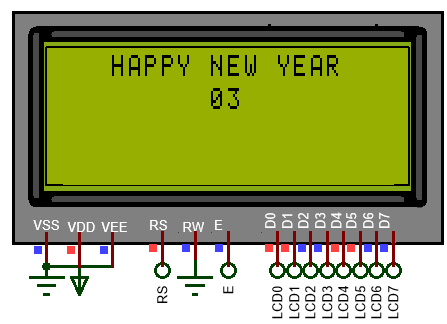 HAPPY NEW YEAR
03
VSS VDD VEE RS RW E D0 D1 D2 D3 D4 D5 D6 D7
RS E LCD0 LCD1 LCD2 LCD3 LCD4 LCD5 LCD6 LCD7